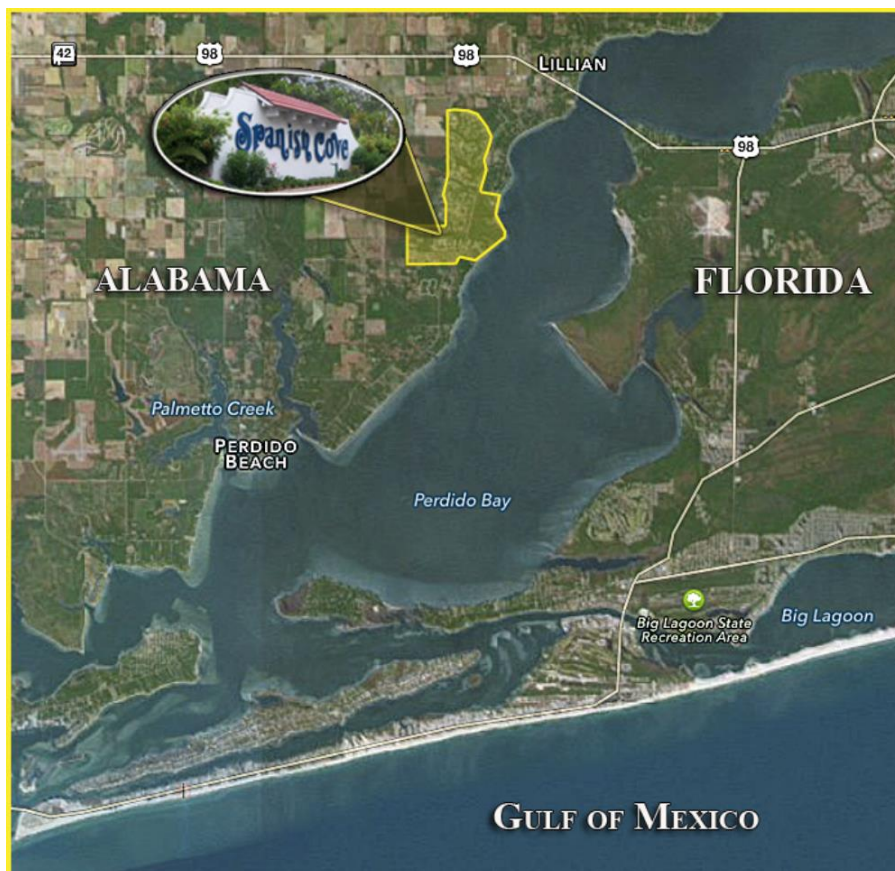 42
98
98
LILLIAN
Spanish Cove
98
ALABAMA
FLORIDA
Palmetto Creek
PERDIDO
BEACH
Perdido Bay
Big Lagoon State
Recreation Area
Big Lagoon
GULF OF MEXICO